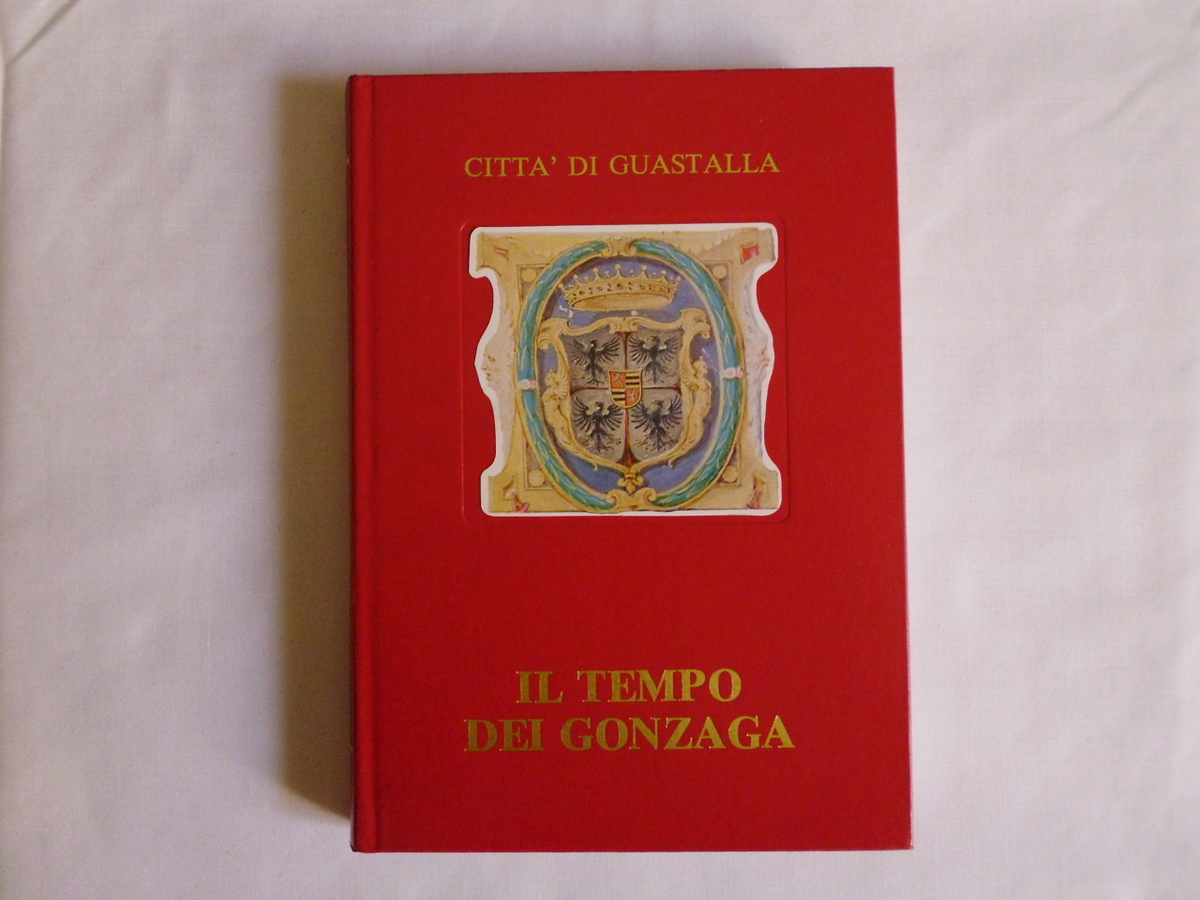 CITTA' DI GUASTALLA
IL TEMPO
DEI GONZAGA